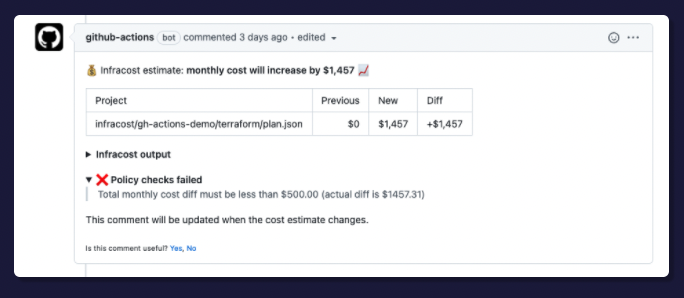 github-actions bot commented 3 days ago • edited
💰 Infracost estimate: monthly cost will increase by $1,457 📈
Project Previous New Diff
infracost/gh-actions-demo/terraform/plan.json $0 $1,457 +$1,457
▶ Infracost output
▼ ❌ Policy checks failed
Total monthly cost diff must be less than $500.00 (actual diff is $1457.31)
This comment will be updated when the cost estimate changes.
Is this comment useful? Yes, No